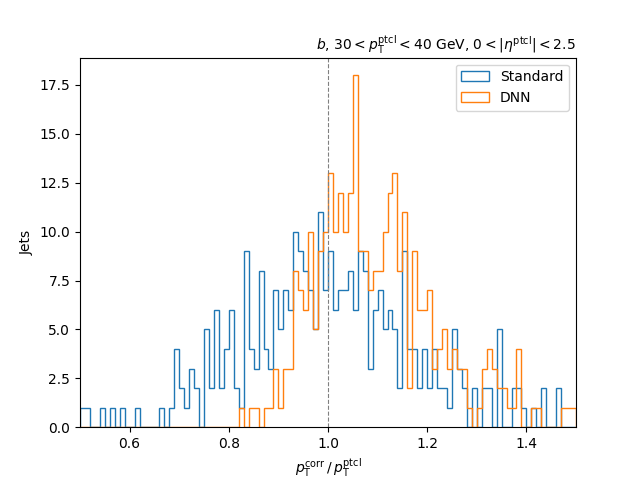 b, 30 < p_T^ptcl < 40 GeV, 0 < |η^ptcl| < 2.5
Standard
DNN
17.5
15.0
12.5
10.0
7.5
5.0
2.5
0.0
Jets
0.6 0.8 1.0 1.2 1.4
p_T^corr / p_T^ptcl